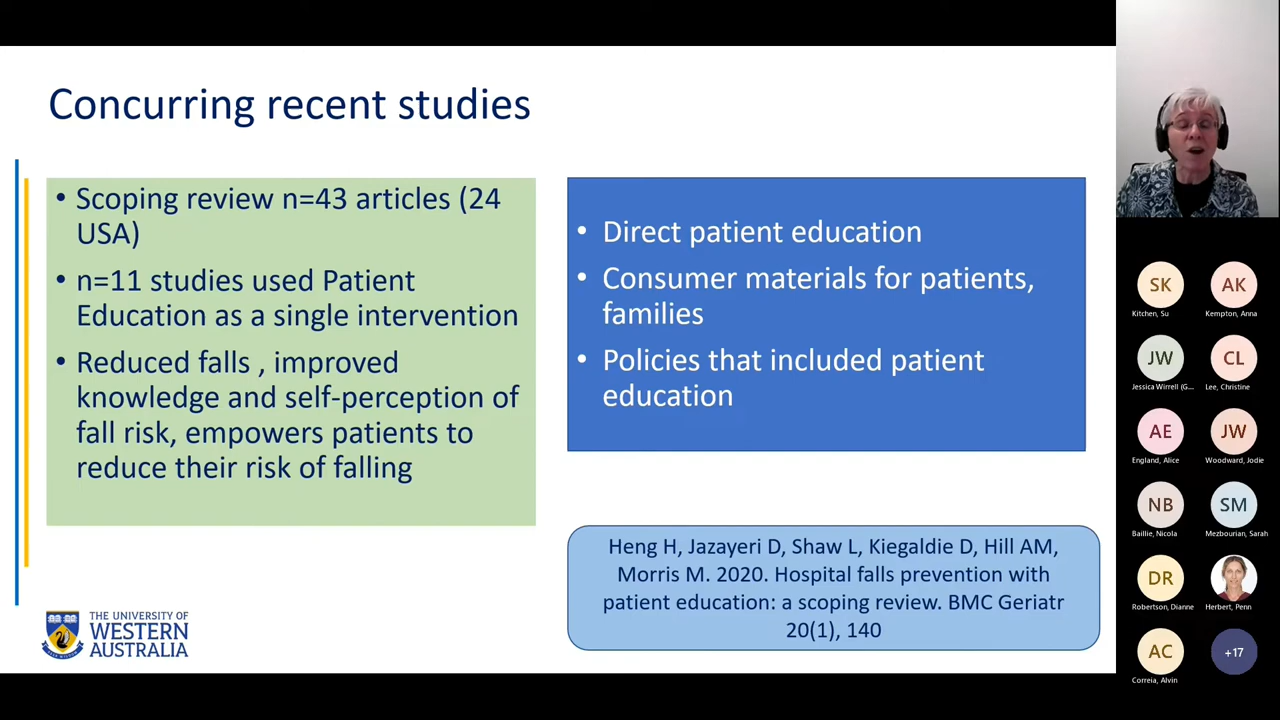 Concurring recent studies
• Scoping review n=43 articles (24
USA)
• n=11 studies used Patient
Education as a single intervention
• Reduced falls , improved
knowledge and self-perception of
fall risk, empowers patients to
reduce their risk of falling
• Direct patient education
• Consumer materials for patients,
families
• Policies that included patient
education
Heng H, Jazayeri D, Shaw L, Kiegaldie D, Hill AM,
Morris M. 2020. Hospital falls prevention with
patient education: a scoping review. BMC Geriatr
20(1), 140
THE UNIVERSITY OF
WESTERN
AUSTRALIA
SK
Kitchen, Su
AK
Kempton, Anna
JW
Jessica Wirrell (G...
CL
Lee, Christine
AE
England, Alice
JW
Woodward, Jodie
NB
Baillie, Nicola
SM
Mezbourian, Sarah
DR
Robertson, Dianne
Herbert, Penn
AC
Correia, Alvin
+17